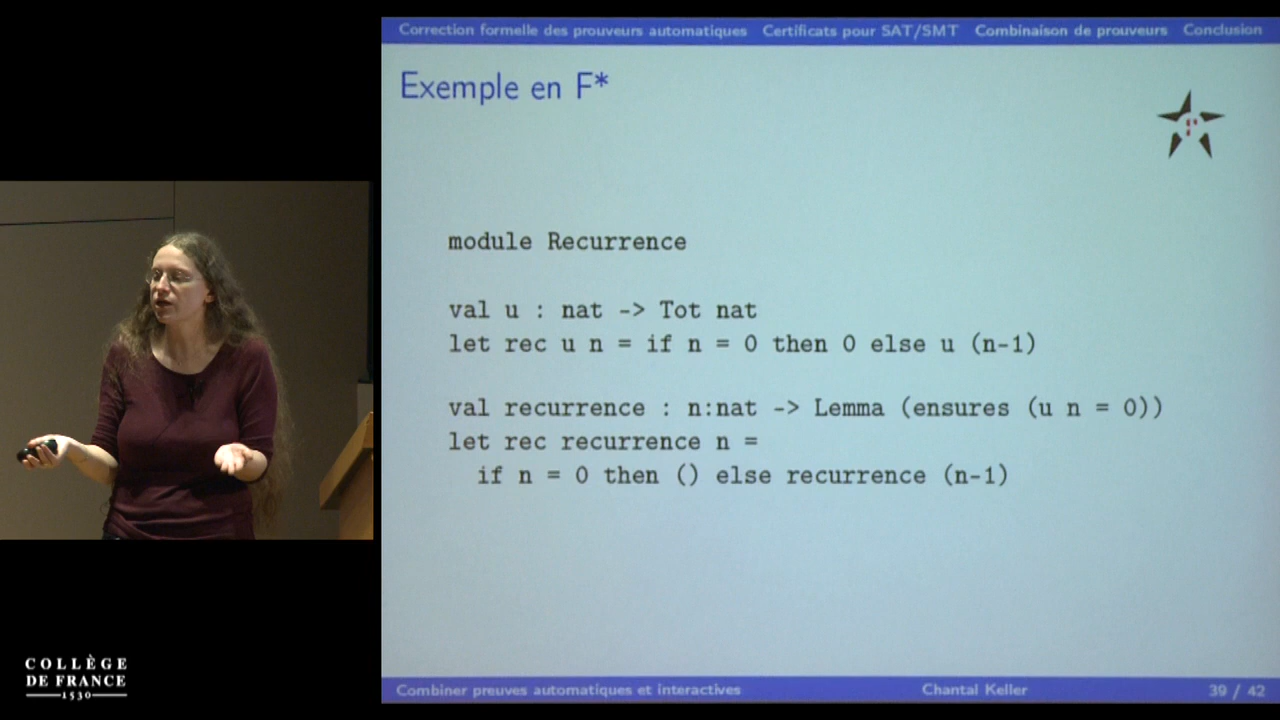 Correction formelle des prouveurs automatiques Certificats pour SAT/SMT Combinaison de prouveurs Conclusion
Exemple en F*
F*
module Recurrence
val u : nat -> Tot nat
let rec u n = if n = 0 then 0 else u (n-1)
val recurrence : n:nat -> Lemma (ensures (u n = 0))
let rec recurrence n =
if n = 0 then () else recurrence (n-1)
COLLÈGE
DE FRANCE
1530
Combiner preuves automatiques et interactives Chantal Keller 39 / 42